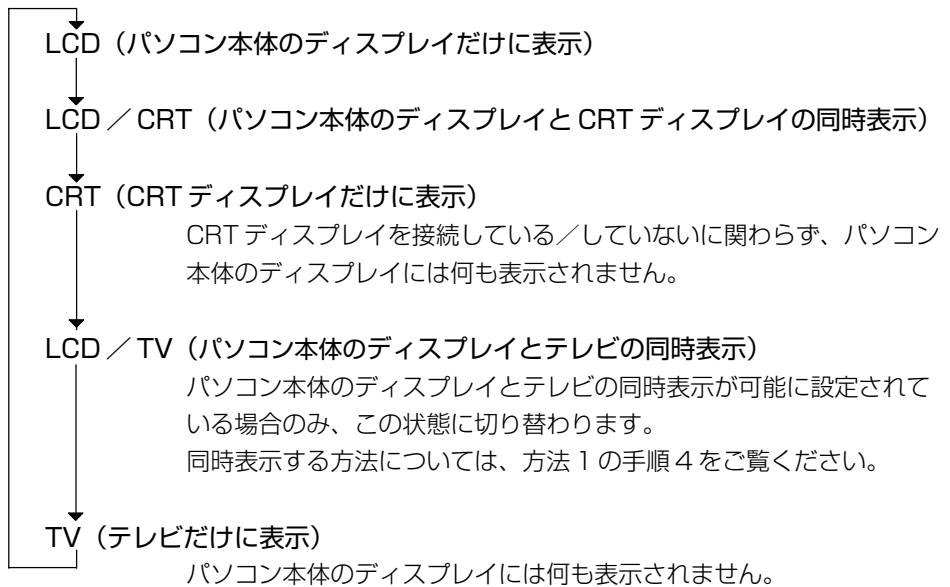 LCD（パソコン本体のディスプレイだけに表示）
LCD／CRT（パソコン本体のディスプレイとCRTディスプレイの同時表示）
CRT（CRTディスプレイだけに表示）
CRTディスプレイを接続している／していないに関わらず、パソコン
本体のディスプレイには何も表示されません。
LCD／TV（パソコン本体のディスプレイとテレビの同時表示）
パソコン本体のディスプレイとテレビの同時表示が可能に設定されて
いる場合のみ、この状態に切り替わります。
同時表示する方法については、方法1の手順4をご覧ください。
TV（テレビだけに表示）
パソコン本体のディスプレイには何も表示されません。